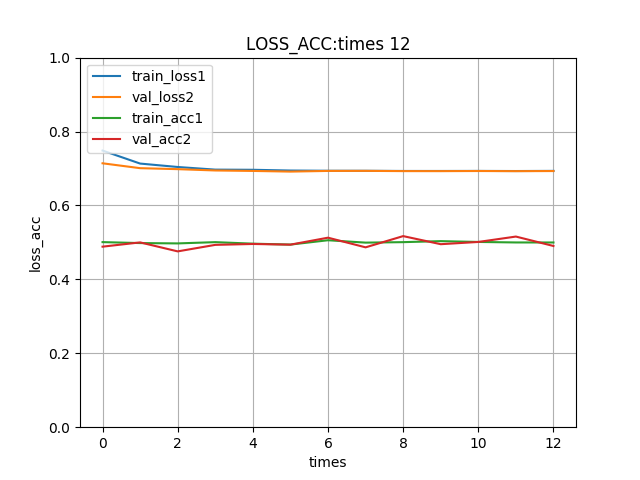 LOSS_ACC:times 12
train_loss1
val_loss2
train_acc1
val_acc2
1.0
0.8
0.6
0.4
0.2
0.0
loss_acc
0 2 4 6 8 10 12
times